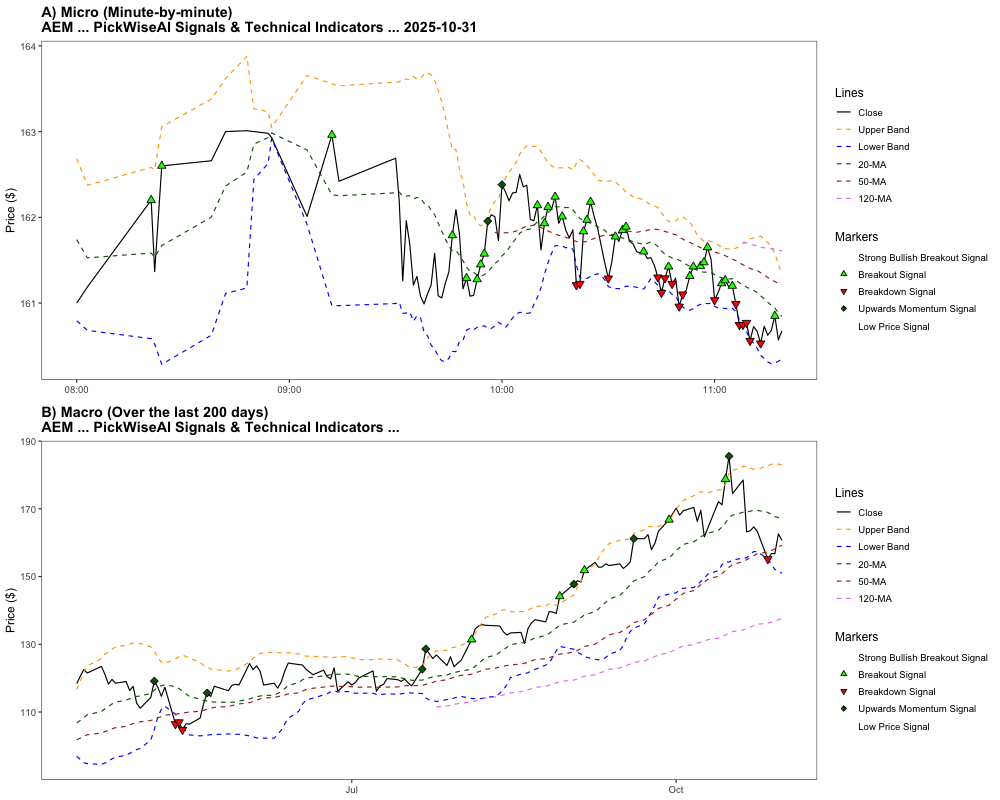 A) Micro (Minute-by-minute)
AEM ... PickWiseAI Signals & Technical Indicators ... 2025-10-31
164
163
162
161
Price ($)
08:00
09:00
10:00
11:00
Lines
Close
Upper Band
Lower Band
20-MA
50-MA
120-MA
Markers
Strong Bullish Breakout Signal
Breakout Signal
Breakdown Signal
Upwards Momentum Signal
Low Price Signal
B) Macro (Over the last 200 days)
AEM ... PickWiseAI Signals & Technical Indicators ...
190
170
150
130
110
Price ($)
Jul
Oct
Lines
Close
Upper Band
Lower Band
20-MA
50-MA
120-MA
Markers
Strong Bullish Breakout Signal
Breakout Signal
Breakdown Signal
Upwards Momentum Signal
Low Price Signal